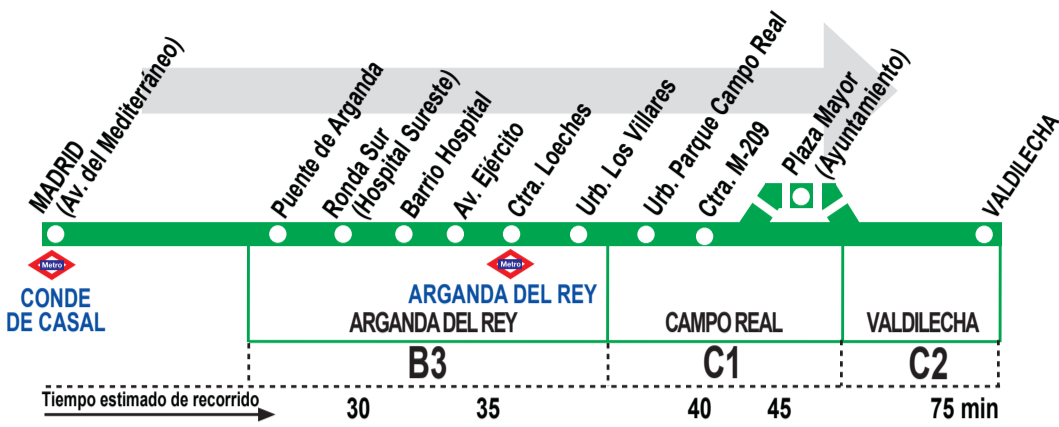 MADRID
(Av. del Mediterráneo)
Puente de Arganda
Ronda Sur
(Hospital Sureste)
Barrio Hospital
Av. Ejército
Ctra. Loeches
Urb. Los Villares
Urb. Parque Campo Real
Ctra. M-209
Plaza Mayor
(Ayuntamiento)
VALDILECHA
Metro
CONDE
DE CASAL
Metro
ARGANDA DEL REY
ARGANDA DEL REY
CAMPO REAL
VALDILECHA
B3
C1
C2
Tiempo estimado de recorrido
30
35
40
45
75 min